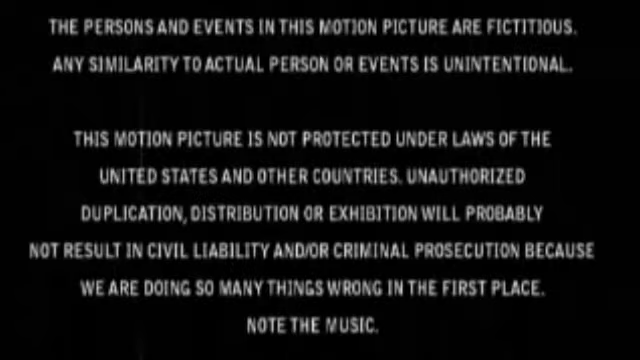 THE PERSONS AND EVENTS IN THIS MOTION PICTURE ARE FICTITIOUS.
ANY SIMILARITY TO ACTUAL PERSON OR EVENTS IS UNINTENTIONAL.
THIS MOTION PICTURE IS NOT PROTECTED UNDER LAWS OF THE
UNITED STATES AND OTHER COUNTRIES. UNAUTHORIZED
DUPLICATION, DISTRIBUTION OR EXHIBITION WILL PROBABLY
NOT RESULT IN CIVIL LIABILITY AND/OR CRIMINAL PROSECUTION BECAUSE
WE ARE DOING SO MANY THINGS WRONG IN THE FIRST PLACE.
NOTE THE MUSIC.